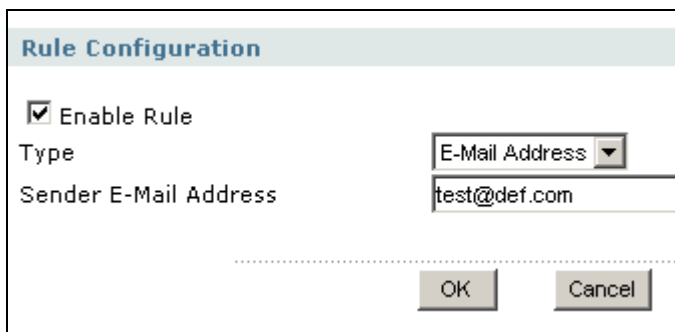 Rule Configuration
Enable Rule
Type E-Mail Address
Sender E-Mail Address test@def.com
OK Cancel